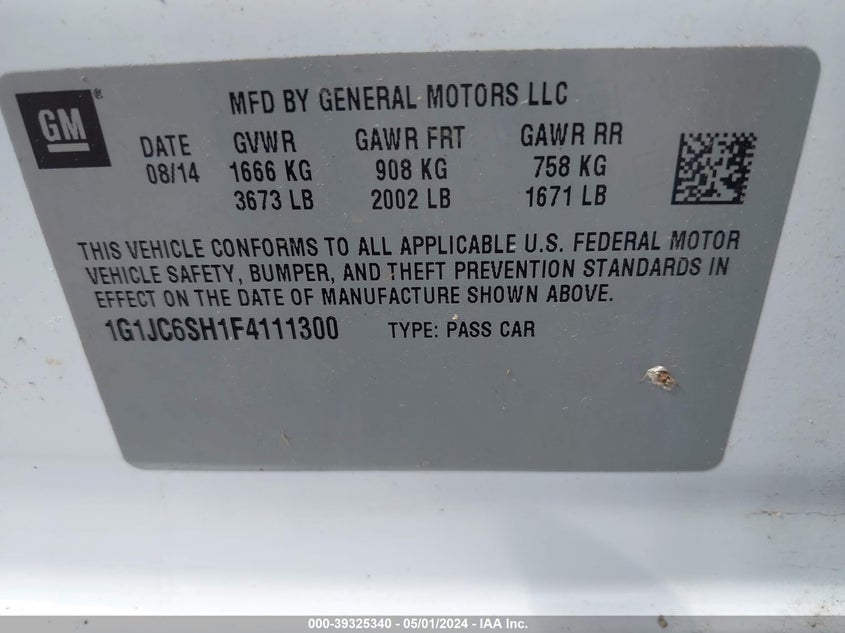 GM®
MFD BY GENERAL MOTORS LLC
DATE GVWR GAWR FRT GAWR RR
08/14 1666 KG 908 KG 758 KG
3673 LB 2002 LB 1671 LB
THIS VEHICLE CONFORMS TO ALL APPLICABLE U.S. FEDERAL MOTOR
VEHICLE SAFETY, BUMPER, AND THEFT PREVENTION STANDARDS IN
EFFECT ON THE DATE OF MANUFACTURE SHOWN ABOVE.
1G1JC6SH1F4111300 TYPE: PASS CAR
000-39325340 - 05/01/2024 - IAA Inc.